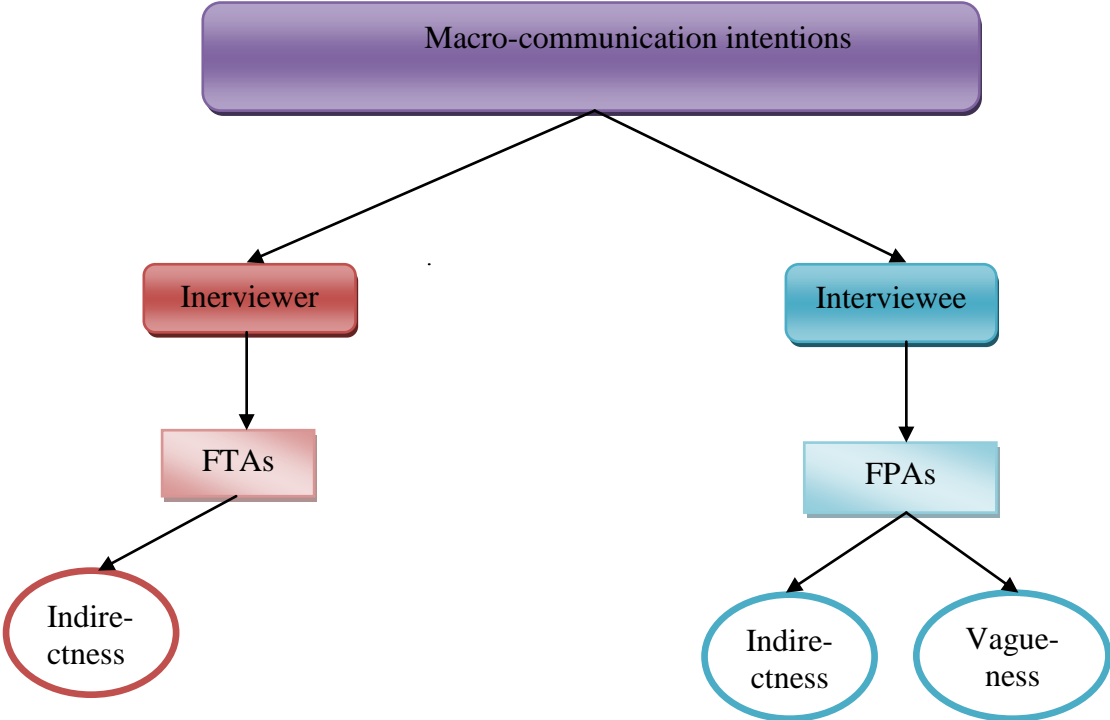 Macro-communication intentions
Inerviewer
Interviewee
FTAs
FPAs
Indire-
ctness
Indire-
ctness
Vague-
ness